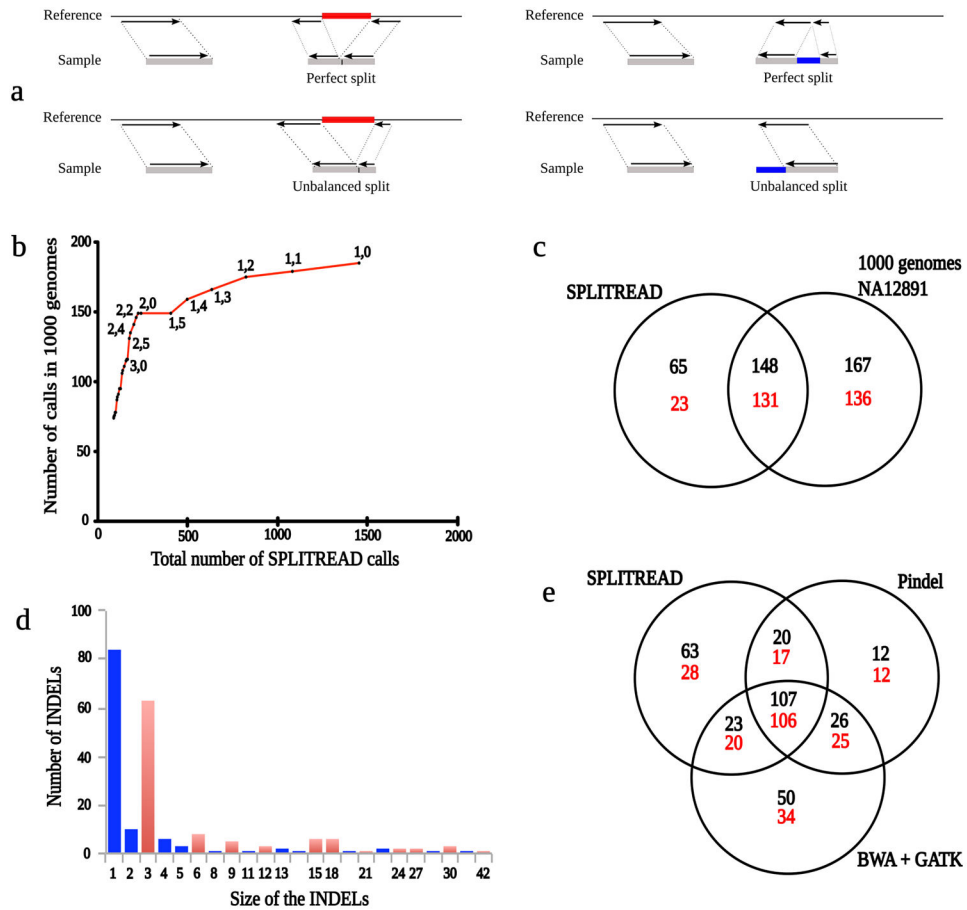 Reference
Sample
Perfect split
Reference
Sample
Perfect split
a
Reference
Sample
Unbalanced split
Reference
Sample
Unbalanced split
b
Number of calls in 1000 genomes
200
150
100
50
0
0
500
1000
1500
2000
Total number of SPLITREAD calls
1,0
1,1
1,2
1,3
1,4
1,5
2,0
2,2
2,4
2,5
3,0
c
SPLITREAD
1000 genomes
NA12891
65
148
167
23
131
136
d
Number of INDELs
100
80
60
40
20
0
1 2 3 4 5 6 8 9 11 12 13 15 18 21 24 27 30 42
Size of the INDELs
e
SPLITREAD
Pindel
63
28
20
17
12
12
107
106
23
20
26
25
50
34
BWA + GATK